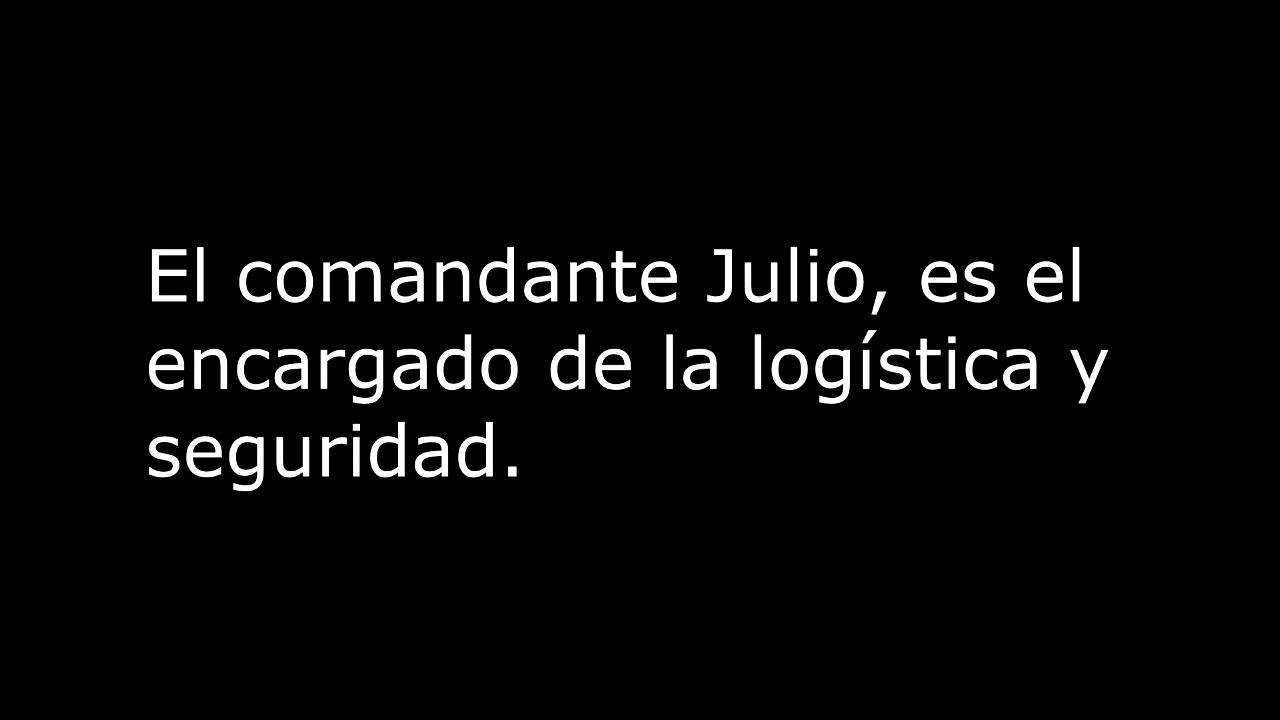 El comandante Julio, es el
encargado de la logística y
seguridad.